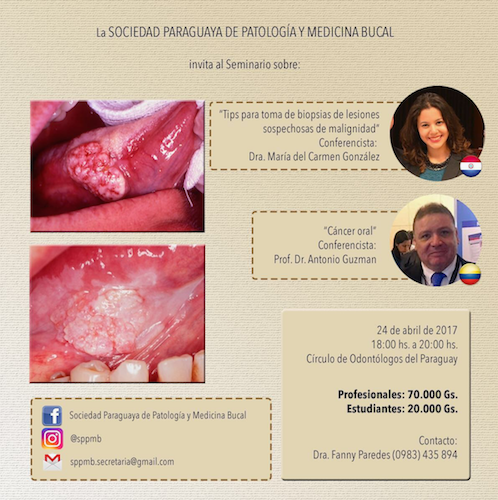 La SOCIEDAD PARAGUAYA DE PATOLOGÍA Y MEDICINA BUCAL
invita al Seminario sobre:
"Tips para toma de biopsias de lesiones
sospechosas de malignidad"
Conferencista:
Dra. María del Carmen González
"Cáncer oral"
Conferencista:
Prof. Dr. Antonio Guzman
24 de abril de 2017
18:00 hs. a 20:00 hs.
Círculo de Odontólogos del Paraguay
Profesionales: 70.000 Gs.
Estudiantes: 20.000 Gs.
Contacto:
Dra. Fanny Paredes (0983) 435 894
Sociedad Paraguaya de Patología y Medicina Bucal
@sppmb
sppmb.secretaria@gmail.com